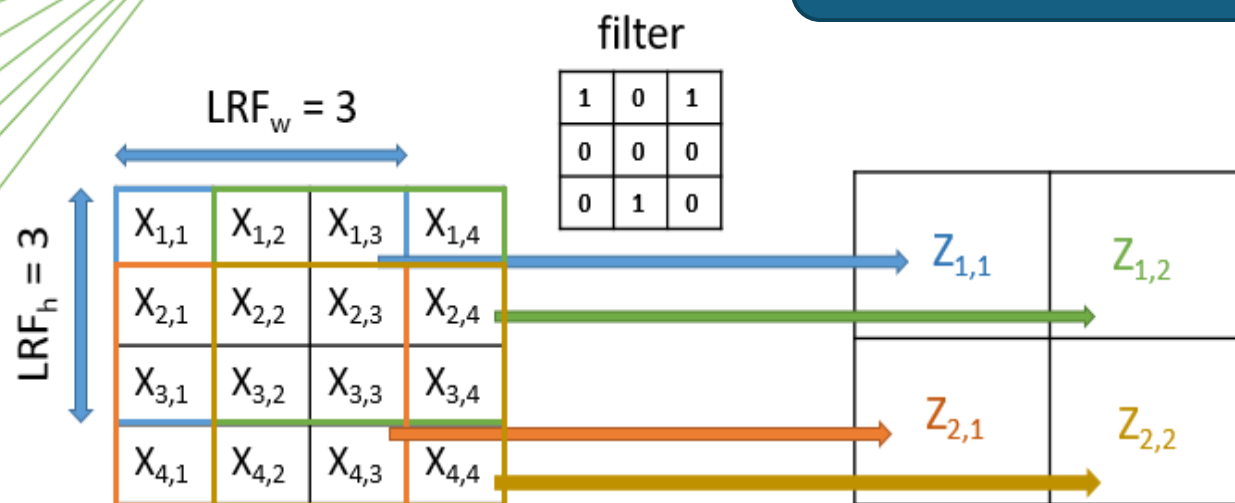 filter
1 0 1
0 0 0
0 1 0
LRFw = 3
LRFh = 3
X1,1 X1,2 X1,3 X1,4
X2,1 X2,2 X2,3 X2,4
X3,1 X3,2 X3,3 X3,4
X4,1 X4,2 X4,3 X4,4
Z1,1 Z1,2
Z2,1 Z2,2